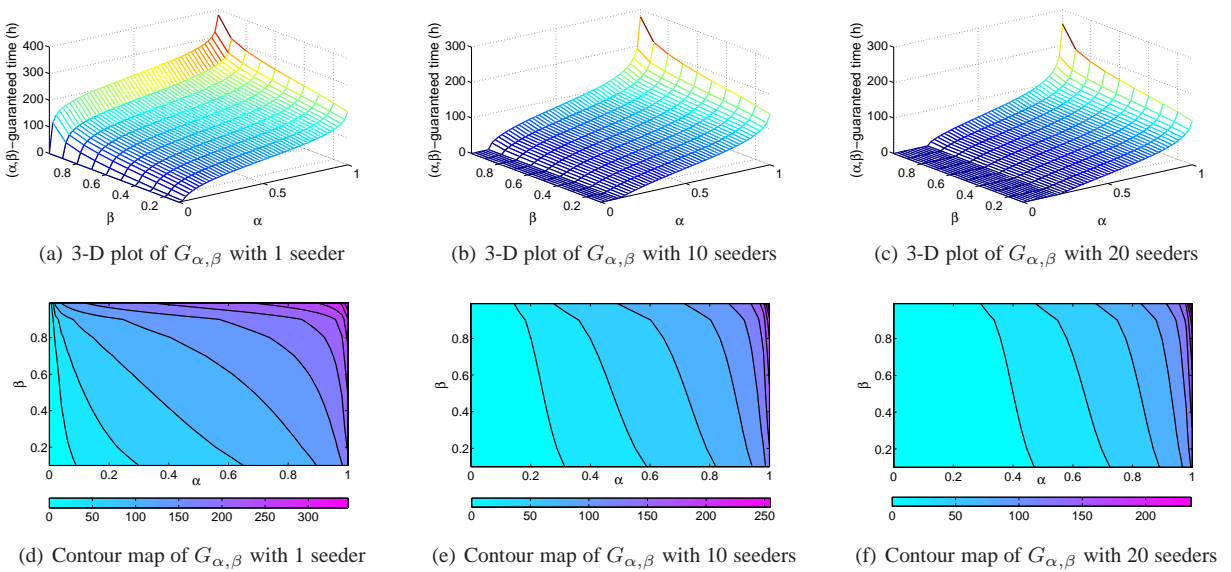 400
300
200
100
0
(α,β)−guaranteed time (h)
0.8
0.6
0.4
0.2
β
0
0.5
1
α
300
200
100
0
(α,β)−guaranteed time (h)
0.8
0.6
0.4
0.2
β
0
0.5
1
α
300
200
100
0
(α,β)−guaranteed time (h)
0.8
0.6
0.4
0.2
β
0
0.5
1
α
(a) 3-D plot of Gα,β with 1 seeder
(b) 3-D plot of Gα,β with 10 seeders
(c) 3-D plot of Gα,β with 20 seeders
0.8
0.6
0.4
0.2
β
0 0.2 0.4 0.6 0.8 1
α
0 50 100 150 200 250 300
0.8
0.6
0.4
0.2
β
0 0.2 0.4 0.6 0.8 1
α
0 50 100 150 200 250
0.8
0.6
0.4
0.2
β
0 0.2 0.4 0.6 0.8 1
α
0 50 100 150 200
(d) Contour map of Gα,β with 1 seeder
(e) Contour map of Gα,β with 10 seeders
(f) Contour map of Gα,β with 20 seeders